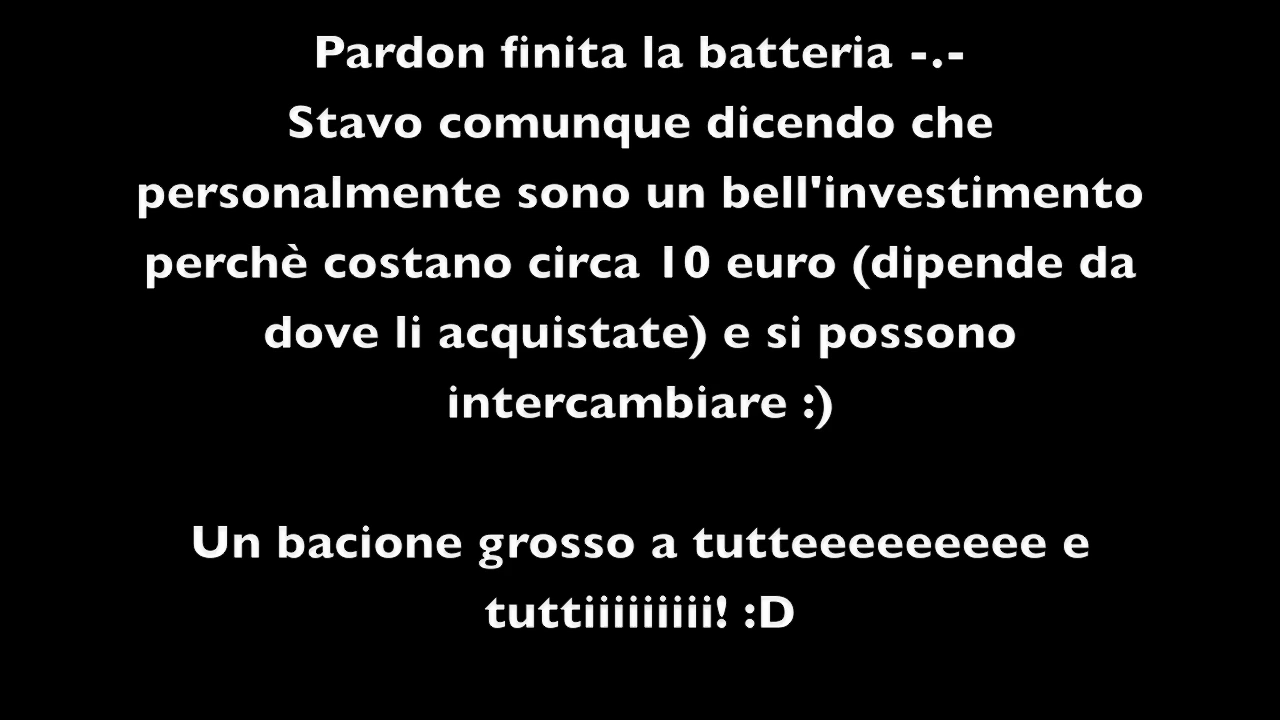 Pardon finita la batteria -.-
Stavo comunque dicendo che
personalmente sono un bell'investimento
perchè costano circa 10 euro (dipende da
dove li acquistate) e si possono
intercambiare :)
Un bacione grosso a tutteeeeeeeee e
tuttiiiiiiiii! :D